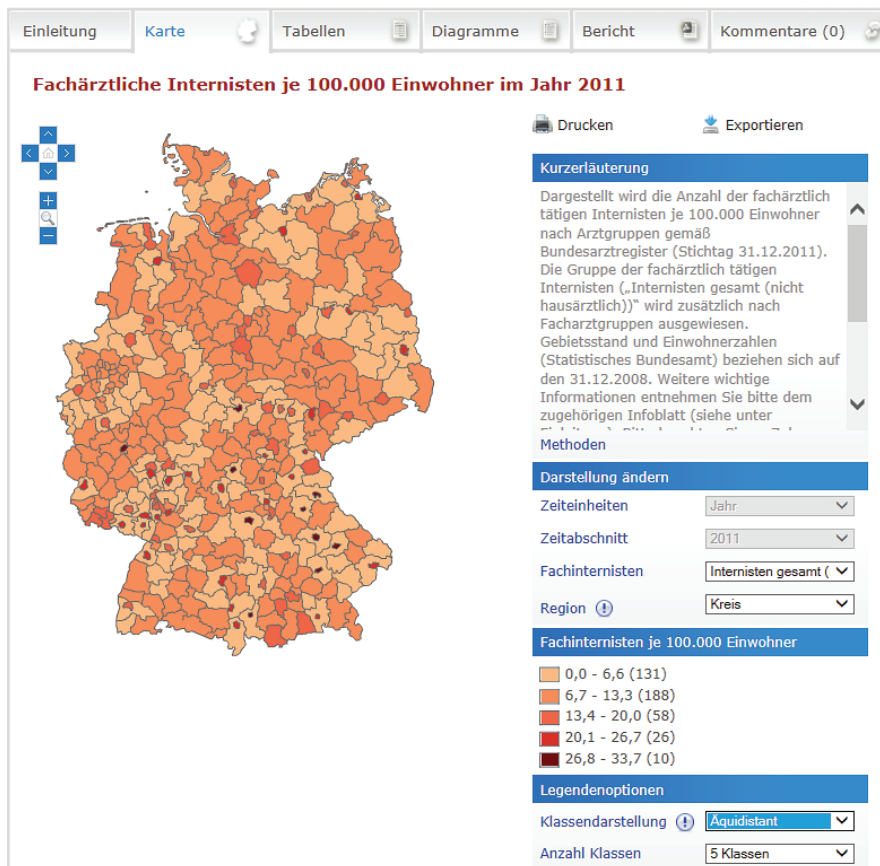 Einleitung
Karte
Tabellen
Diagramme
Bericht
Kommentare (0)
Fachärztliche Internisten je 100.000 Einwohner im Jahr 2011
Drucken
Exportieren
Kurzerläuterung
Dargestellt wird die Anzahl der fachärztlich
tätigen Internisten je 100.000 Einwohner
nach Arztgruppen gemäß
Bundesarztregister (Stichtag 31.12.2011).
Die Gruppe der fachärztlich tätigen
Internisten („Internisten gesamt (nicht
hausärztlich))“ wird zusätzlich nach
Facharztgruppen ausgewiesen.
Gebietsstand und Einwohnerzahlen
(Statistisches Bundesamt) beziehen sich auf
den 31.12.2008. Weitere wichtige
Informationen entnehmen Sie bitte dem
zugehörigen Infoblatt (siehe unter
Methoden
Darstellung ändern
Zeiteinheiten
Jahr
Zeitabschnitt
2011
Fachinternisten
Internisten gesamt (
Region
Kreis
Fachinternisten je 100.000 Einwohner
0,0 - 6,6 (131)
6,7 - 13,3 (188)
13,4 - 20,0 (58)
20,1 - 26,7 (26)
26,8 - 33,7 (10)
Legendenoptionen
Klassendarstellung
Äquidistant
Anzahl Klassen
5 Klassen